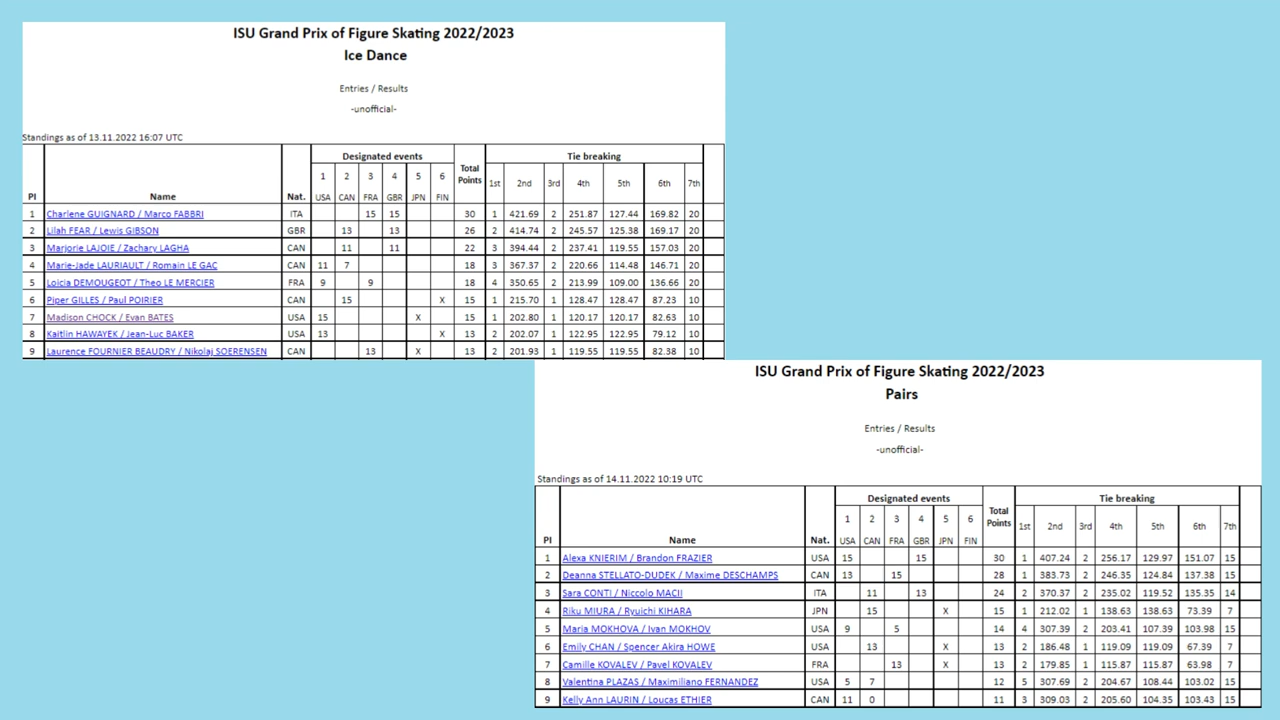 ISU Grand Prix of Figure Skating 2022/2023
Ice Dance
Entries / Results
-unofficial-
Standings as of 13.11.2022 16:07 UTC
Designated events Tie breaking
1 2 3 4 5 6 Total Points 1st 2nd 3rd 4th 5th 6th 7th
Pl Name Nat. USA CAN FRA GBR JPN FIN
1 Charlene GUIGNARD / Marco FABBRI ITA 15 15 30 1 421.69 2 251.87 127.44 169.82 20
2 Lilah FEAR / Lewis GIBSON GBR 13 13 26 2 414.74 2 245.57 125.38 169.17 20
3 Marjorie LAJOIE / Zachary LAGHA CAN 11 11 22 3 394.44 2 237.41 119.55 157.03 20
4 Marie-Jade LAURIAULT / Romain LE GAC CAN 11 7 18 3 367.37 2 220.66 114.48 146.71 20
5 Loicia DEMOUGEOT / Theo LE MERCIER FRA 9 9 18 4 350.65 2 213.99 109.00 136.66 20
6 Piper GILLES / Paul POIRIER CAN 15 X 15 1 215.70 1 128.47 128.47 87.23 10
7 Madison CHOCK / Evan BATES USA 15 X 15 1 202.80 1 120.17 120.17 82.63 10
8 Kaitlin HAWAYEK / Jean-Luc BAKER USA 13 X 13 2 202.07 1 122.95 122.95 79.12 10
9 Laurence FOURNIER BEAUDRY / Nikolaj SOERENSEN CAN 13 X 13 2 201.93 1 119.55 119.55 82.38 10
ISU Grand Prix of Figure Skating 2022/2023
Pairs
Entries / Results
-unofficial-
Standings as of 14.11.2022 10:19 UTC
Designated events Tie breaking
1 2 3 4 5 6 Total Points 1st 2nd 3rd 4th 5th 6th 7th
Pl Name Nat. USA CAN FRA GBR JPN FIN
1 Alexa KNIERIM / Brandon FRAZIER USA 15 15 30 1 407.24 2 256.17 129.97 151.07 15
2 Deanna STELLATO-DUDEK / Maxime DESCHAMPS CAN 13 15 28 1 383.73 2 246.35 124.84 137.38 15
3 Sara CONTI / Niccolo MACII ITA 11 13 24 2 370.37 2 235.02 119.52 135.35 14
4 Riku MIURA / Ryuichi KIHARA JPN 15 X 15 1 212.02 1 138.63 138.63 73.39 7
5 Maria MOKHOVA / Ivan MOKHOV USA 9 5 14 4 307.39 2 203.41 107.39 103.98 15
6 Emily CHAN / Spencer Akira HOWE USA 13 X 13 2 186.48 1 119.09 119.09 67.39 7
7 Camille KOVALEV / Pavel KOVALEV FRA 13 X 13 2 179.85 1 115.87 115.87 63.98 7
8 Valentina PLAZAS / Maximiliano FERNANDEZ USA 5 7 12 5 307.69 2 204.67 108.44 103.02 15
9 Kelly Ann LAURIN / Loucas ETHIER CAN 11 0 11 3 309.03 2 205.60 104.35 103.43 15